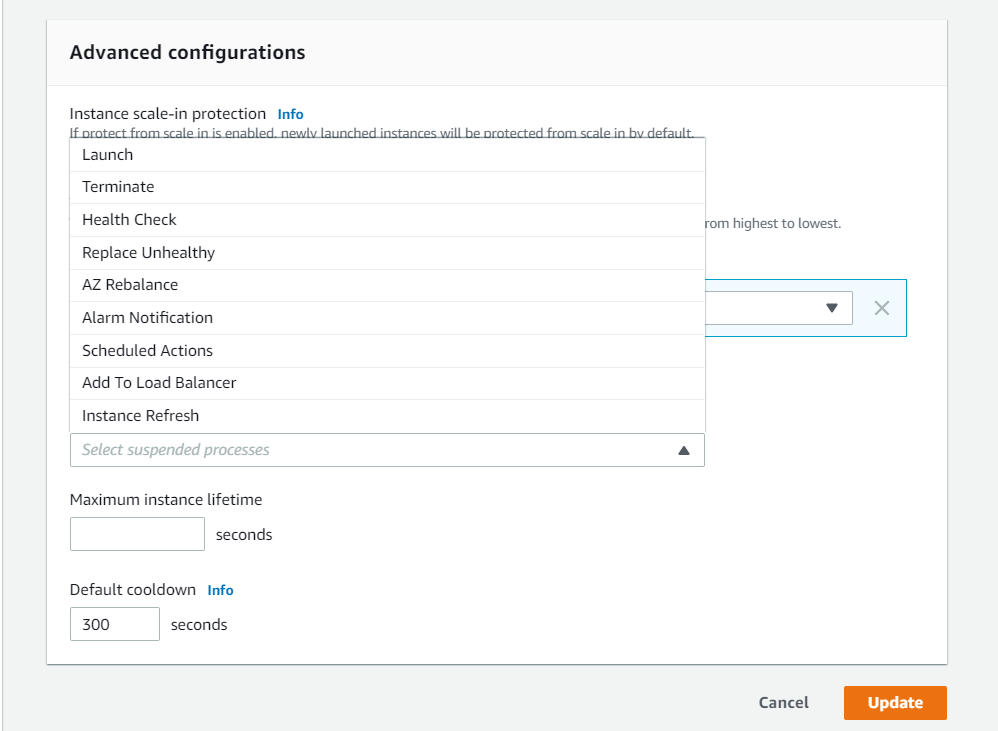 Advanced configurations
Instance scale-in protection Info
If protect from scale in is enabled, newly launched instances will be protected from scale in by default.
Launch
Terminate
Health Check
from highest to lowest.
Replace Unhealthy
AZ Rebalance
Alarm Notification
Scheduled Actions
Add To Load Balancer
Instance Refresh
Select suspended processes
Maximum instance lifetime
seconds
Default cooldown Info
300 seconds
Cancel Update